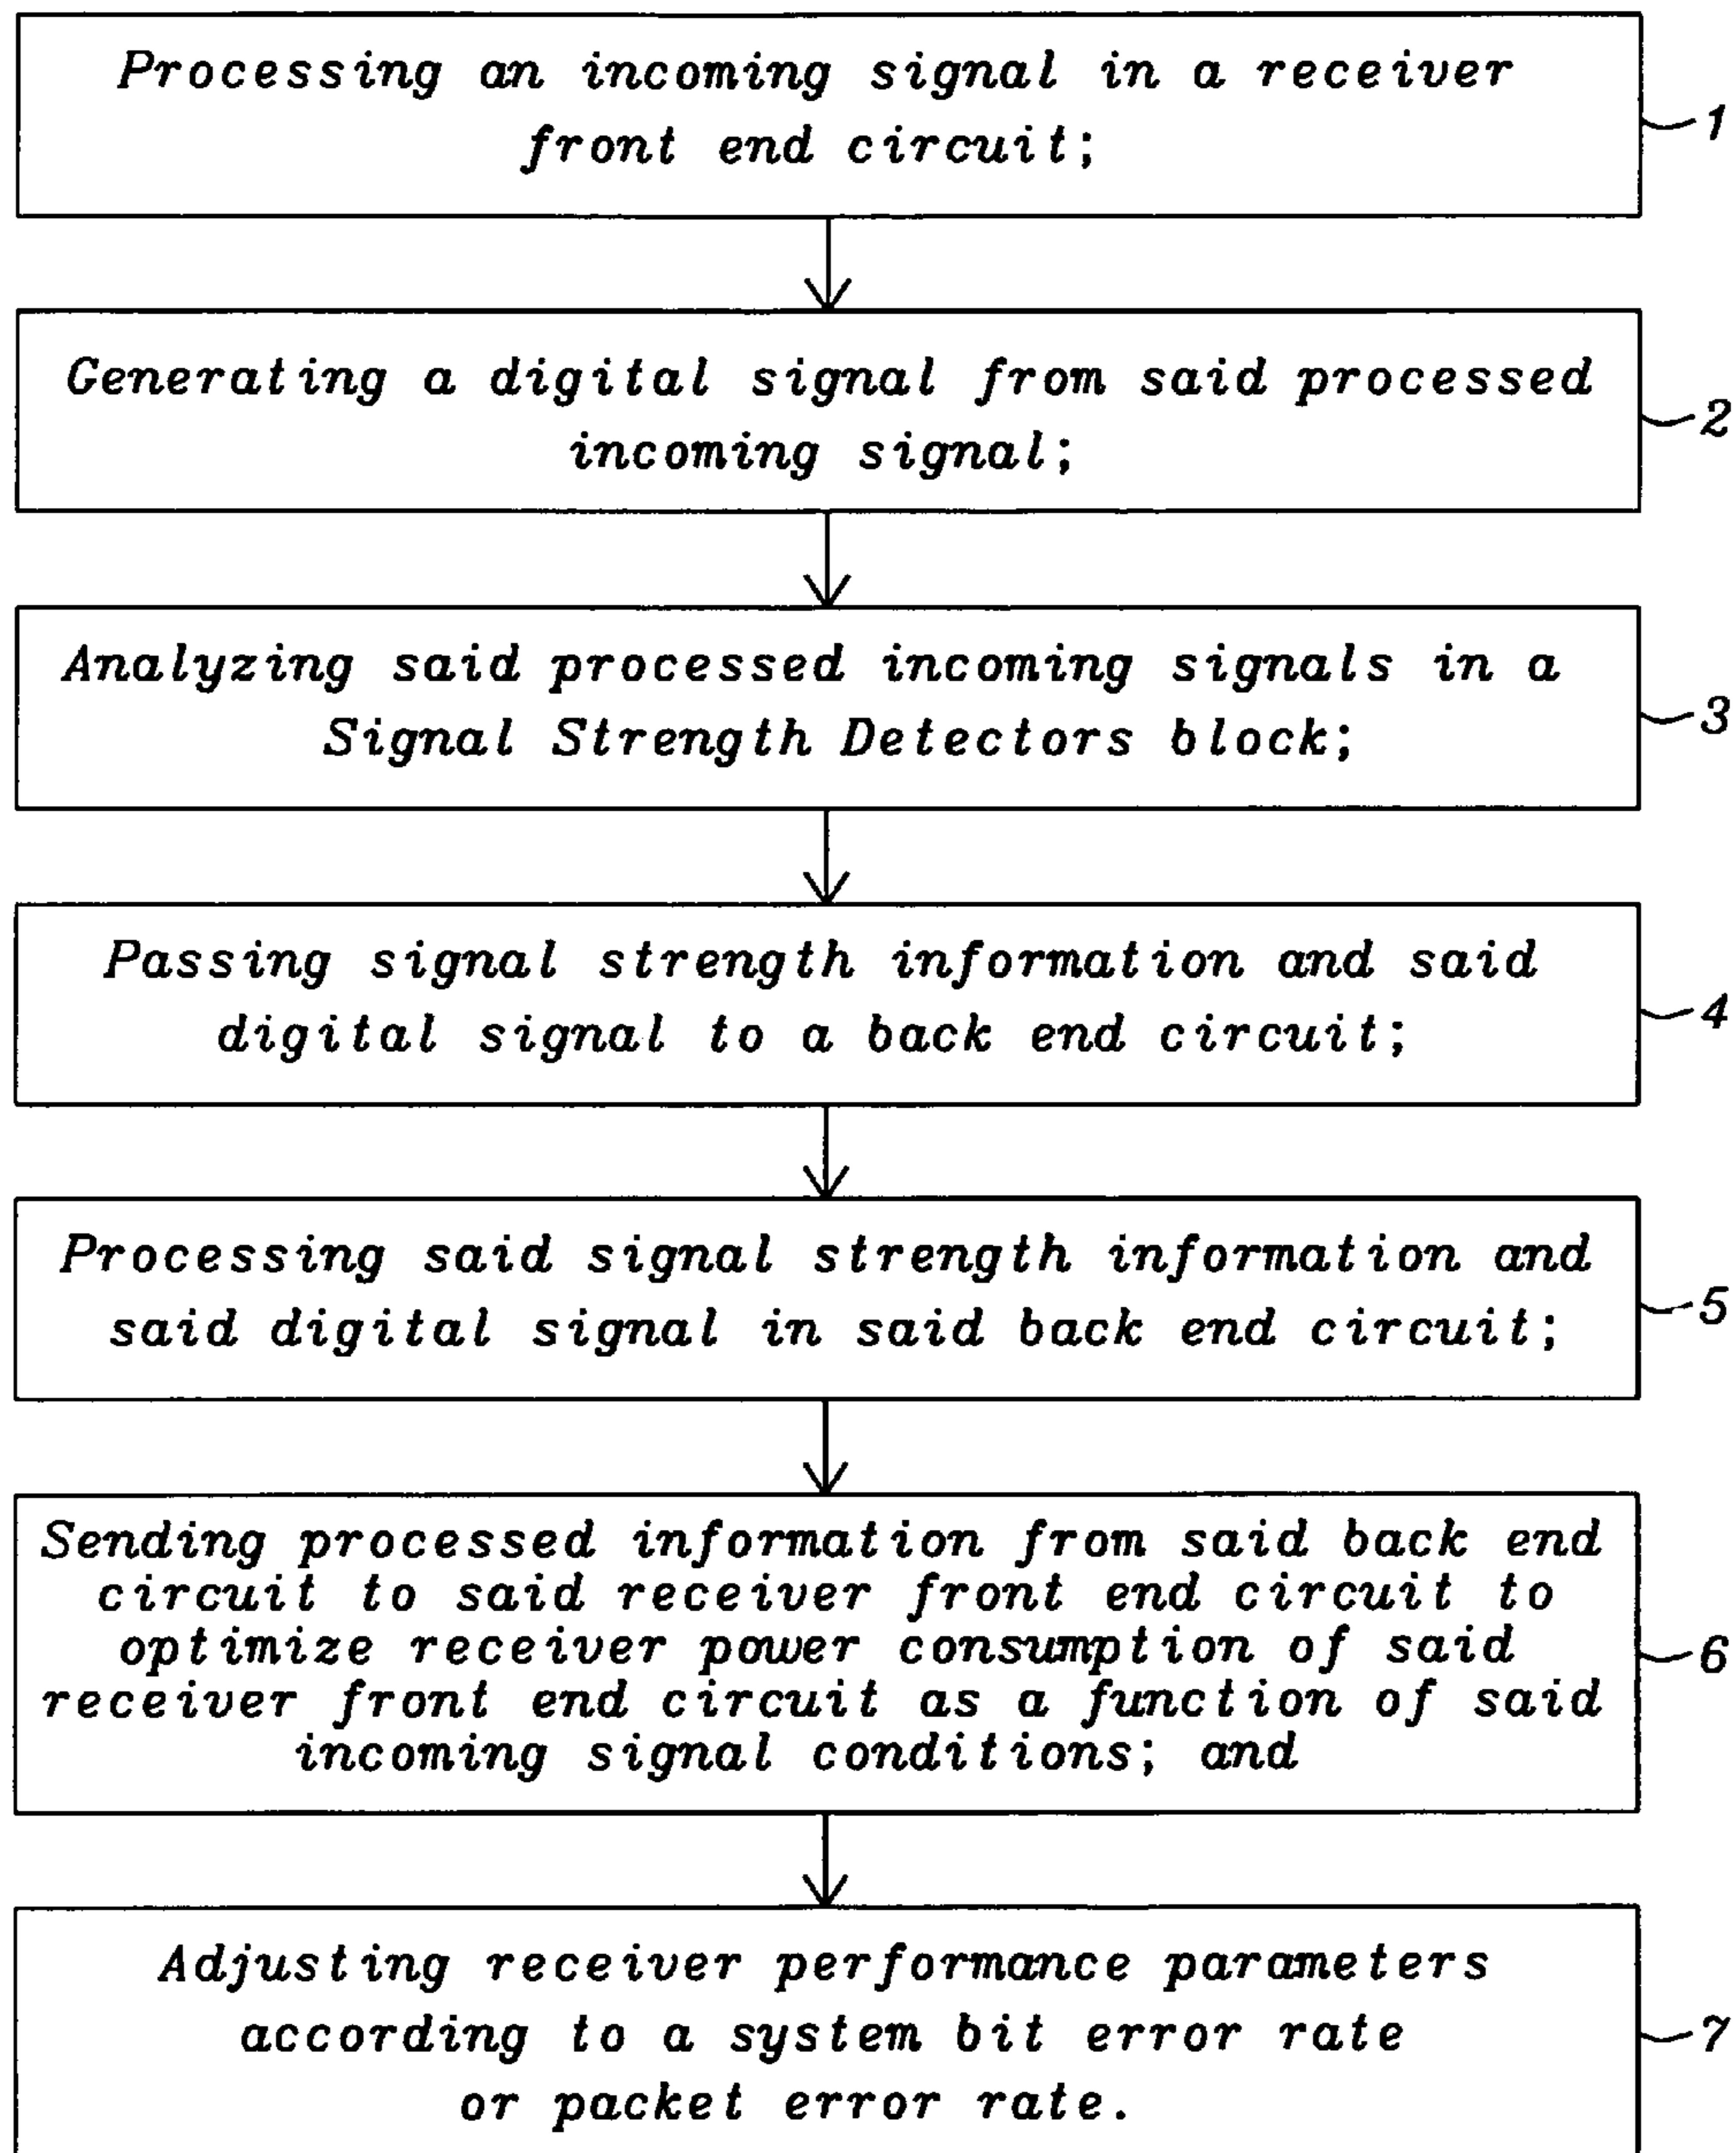 Processing an incoming signal in a receiver
front end circuit;
1
Generating a digital signal from said processed
incoming signal;
2
Analyzing said processed incoming signals in a
Signal Strength Detectors block;
3
Passing signal strength information and said
digital signal to a back end circuit;
4
Processing said signal strength information and
said digital signal in said back end circuit;
5
Sending processed information from said back end
circuit to said receiver front end circuit to
optimize receiver power consumption of said
receiver front end circuit as a function of said
incoming signal conditions; and
6
Adjusting receiver performance parameters
according to a system bit error rate
or packet error rate.
7